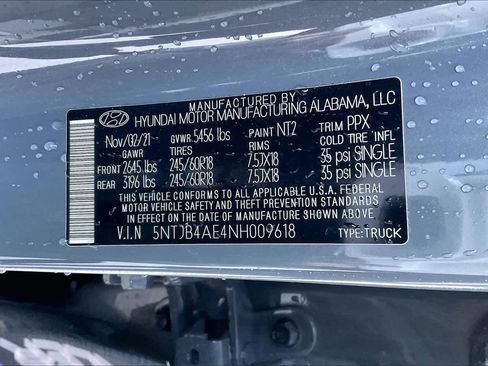 MANUFACTURED BY
HYUNDAI MOTOR MANUFACTURING ALABAMA, LLC
Nov/02/21 GVWR 5456 lbs PAINT NT2 TRIM PPX
GAWR TIRES RIMS COLD TIRE INFL
FRONT 2645 lbs 245/60R18 7.5JX18 35 psi SINGLE
REAR 3196 lbs 245/60R18 7.5JX18 35 psi SINGLE
THIS VEHICLE CONFORMS TO ALL APPLICABLE U.S.A. FEDERAL
MOTOR VEHICLE SAFETY AND THEFT PREVENTION STANDARDS
IN EFFECT ON THE DATE OF MANUFACTURE SHOWN ABOVE
V.I.N 5NTJB4AE4NH009618 TYPE:TRUCK